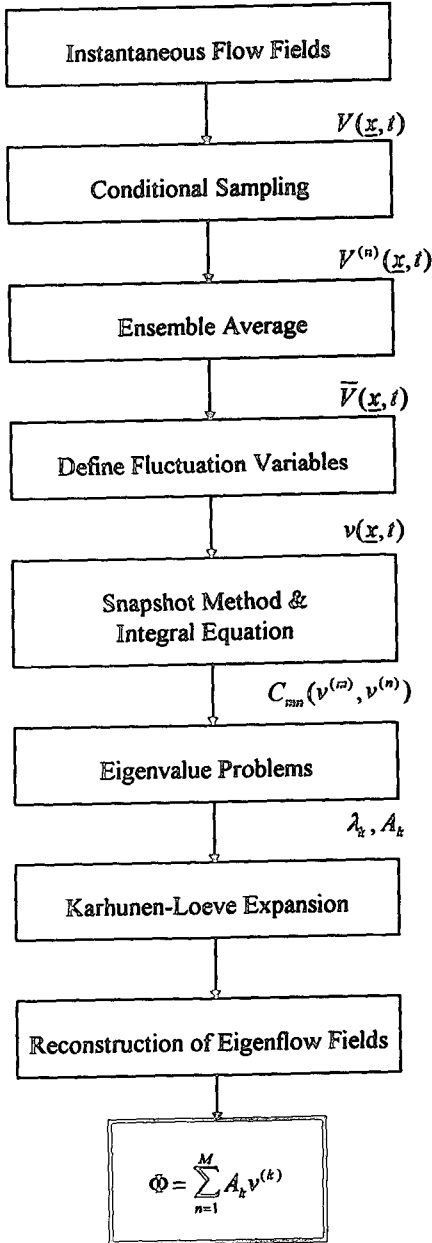 Instantaneous Flow Fields
V(x,t)
Conditional Sampling
V^(n)(x,t)
Ensemble Average
V̅(x,t)
Define Fluctuation Variables
v(x,t)
Snapshot Method &
Integral Equation
C_mn(v^(m),v^(n))
Eigenvalue Problems
λ_k, A_k
Karhunen-Loeve Expansion
Reconstruction of Eigenflow Fields
Φ = ∑_{n=1}^{M} A_k v^(k)